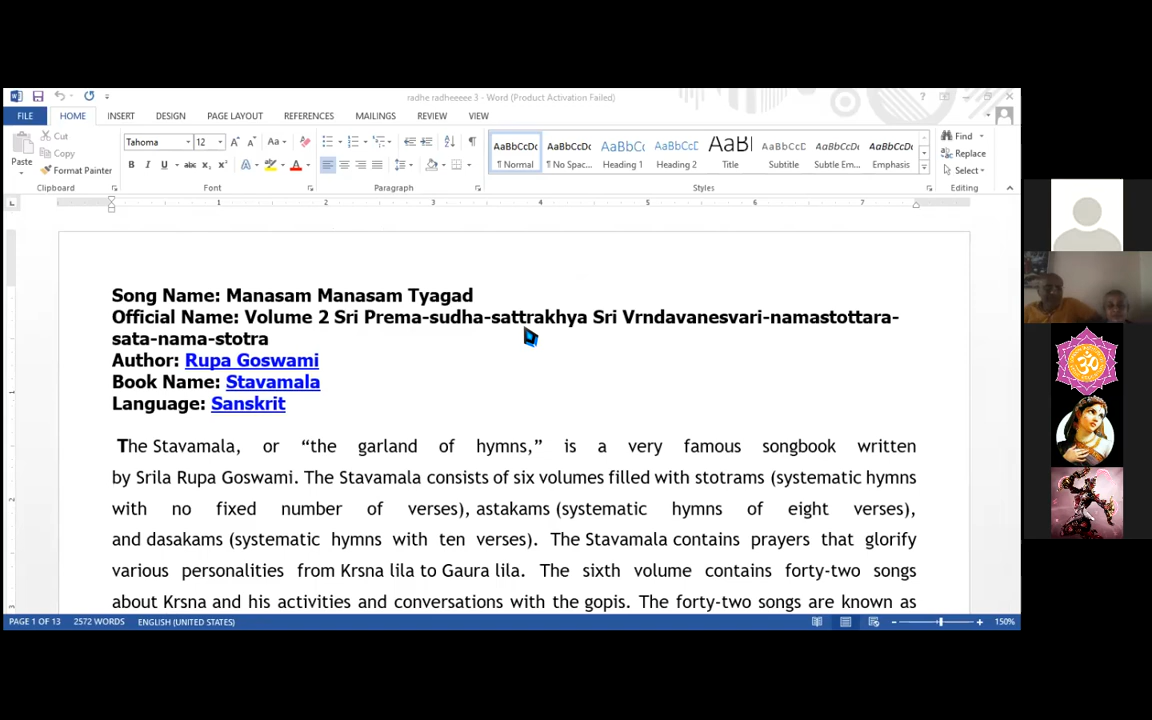 radhe radheeeee 3 - Word (Product Activation Failed)
FILE HOME INSERT DESIGN PAGE LAYOUT REFERENCES MAILINGS REVIEW VIEW
Cut
Copy
Format Painter
Paste
Clipboard
Tahoma 12
Font
Paragraph
AaBbCcDc AaBbCcDc AaBbCc AaBbCcD AaBl AaBbCcD AaBbCcDc AaBbCcDc
¶ Normal ¶ No Spac... Heading 1 Heading 2 Title Subtitle Subtle Em... Emphasis
Styles
Find
Replace
Select
Editing
1 2 3 4 5 6 7
Song Name: Manasam Manasam Tyagad
Official Name: Volume 2 Sri Prema-sudha-sattrakhya Sri Vrndavanesvari-namastottara-
sata-nama-stotra
Author: Rupa Goswami
Book Name: Stavamala
Language: Sanskrit
The Stavamala, or “the garland of hymns,” is a very famous songbook written
by Srila Rupa Goswami. The Stavamala consists of six volumes filled with stotrams (systematic hymns
with no fixed number of verses), astakams (systematic hymns of eight verses),
and dasakams (systematic hymns with ten verses). The Stavamala contains prayers that glorify
various personalities from Krsna lila to Gaura lila. The sixth volume contains forty-two songs
about Krsna and his activities and conversations with the gopis. The forty-two songs are known as
PAGE 1 OF 13 2572 WORDS ENGLISH (UNITED STATES) 150%
ॐ